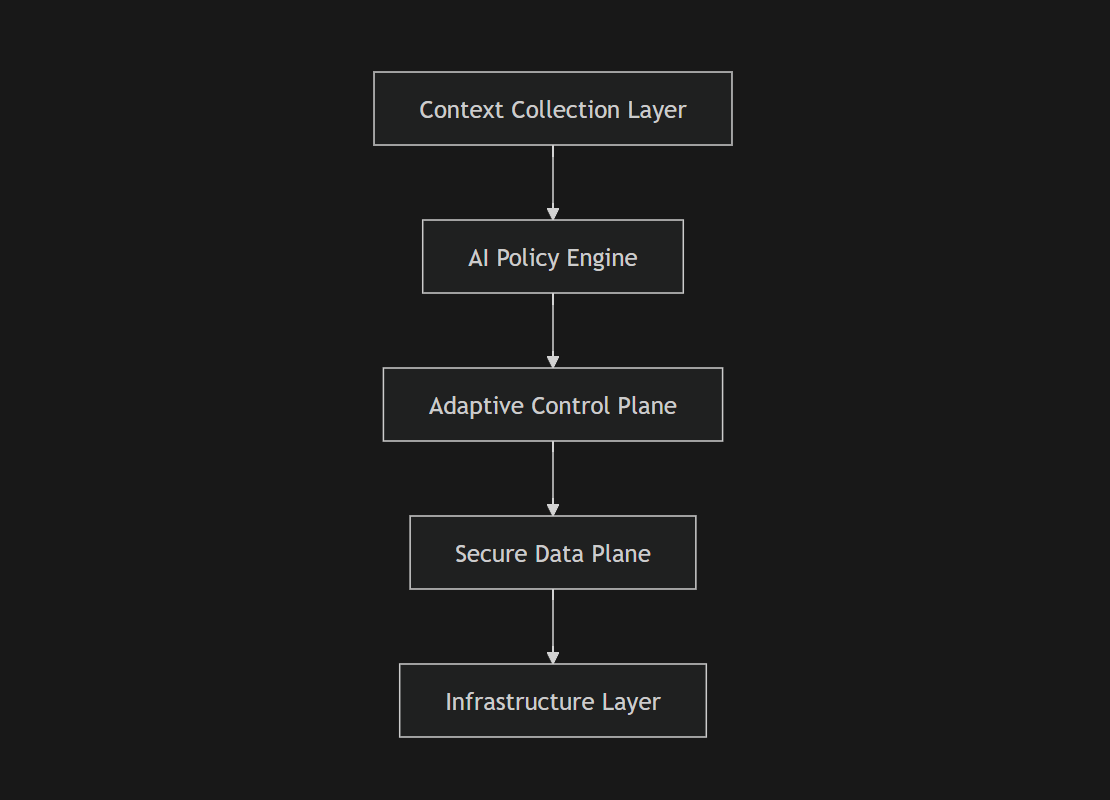 Context Collection Layer
AI Policy Engine
Adaptive Control Plane
Secure Data Plane
Infrastructure Layer